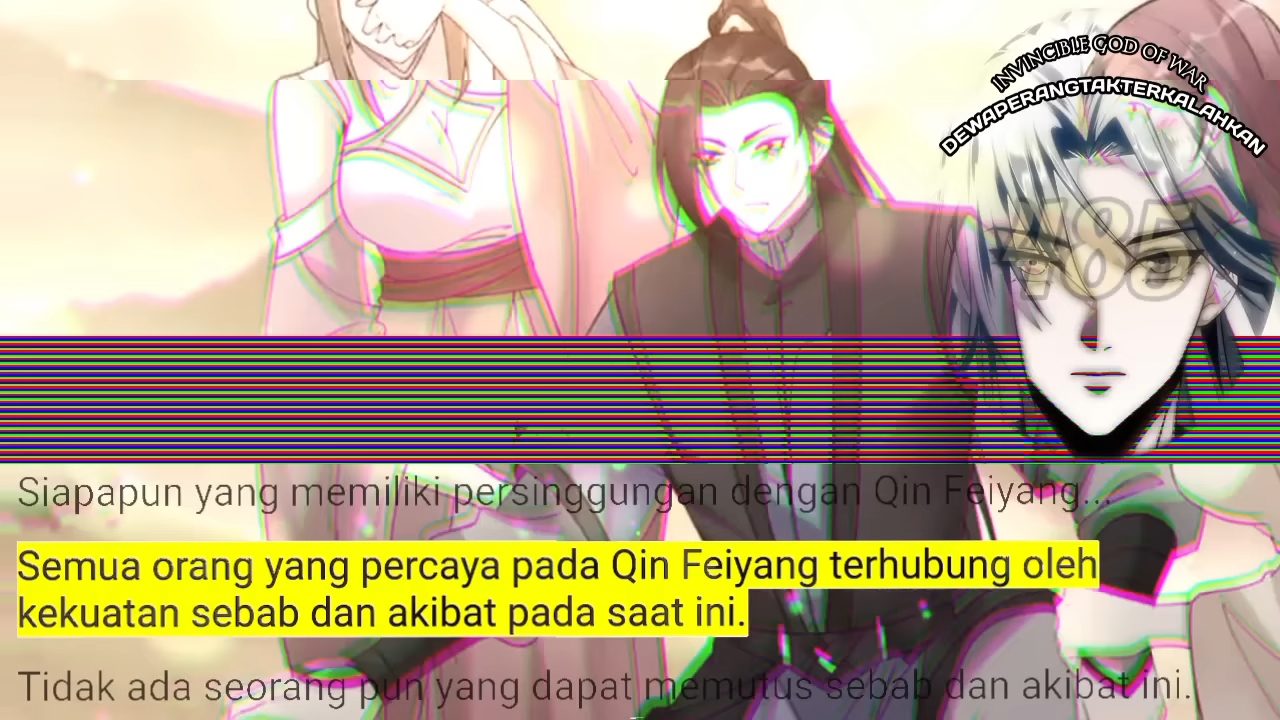 INVINCIBLE GOD OF WAR
DEWAPERANGTAKTERKALAHKAN
485
Siapapun yang memiliki persinggungan dengan Qin Feiyang...
Semua orang yang percaya pada Qin Feiyang terhubung oleh
kekuatan sebab dan akibat pada saat ini.
Tidak ada seorang pun yang dapat memutus sebab dan akibat ini.